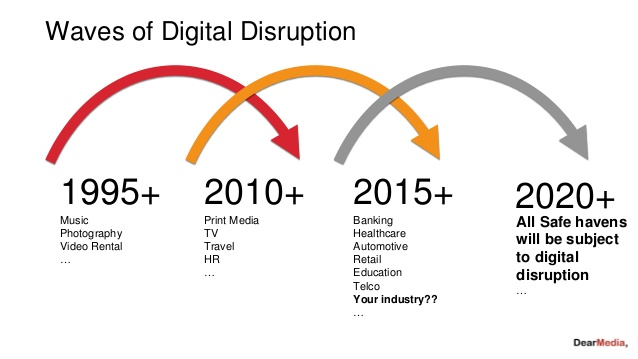 Waves of Digital Disruption
1995+
Music
Photography
Video Rental
…
2010+
Print Media
TV
Travel
HR
…
2015+
Banking
Healthcare
Automotive
Retail
Education
Telco
Your industry??
…
2020+
All Safe havens
will be subject
to digital
disruption
…
DearMedia,